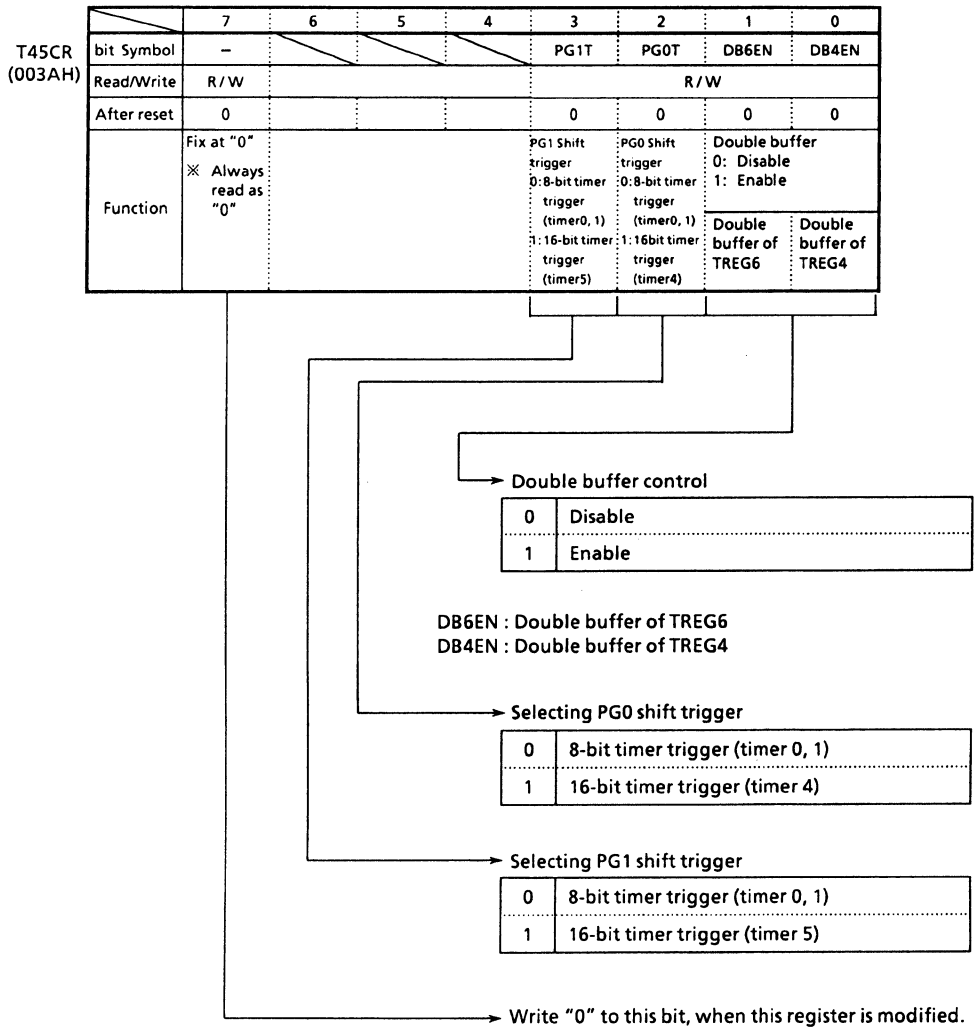 7 6 5 4 3 2 1 0
T45CR
(003AH)
bit Symbol – PG1T PG0T DB6EN DB4EN
Read/Write R/W R/W
After reset 0 0 0 0 0
Function
Fix at "0"
※ Always
read as
"0"
PG1 Shift
trigger
0:8-bit timer
trigger
(timer0, 1)
1:16-bit timer
trigger
(timer5)
PG0 Shift
trigger
0:8-bit timer
trigger
(timer0, 1)
1:16bit timer
trigger
(timer4)
Double buffer
0: Disable
1: Enable
Double
buffer of
TREG6
Double
buffer of
TREG4
Double buffer control
0 Disable
1 Enable
DB6EN : Double buffer of TREG6
DB4EN : Double buffer of TREG4
Selecting PG0 shift trigger
0 8-bit timer trigger (timer 0, 1)
1 16-bit timer trigger (timer 4)
Selecting PG1 shift trigger
0 8-bit timer trigger (timer 0, 1)
1 16-bit timer trigger (timer 5)
Write "0" to this bit, when this register is modified.